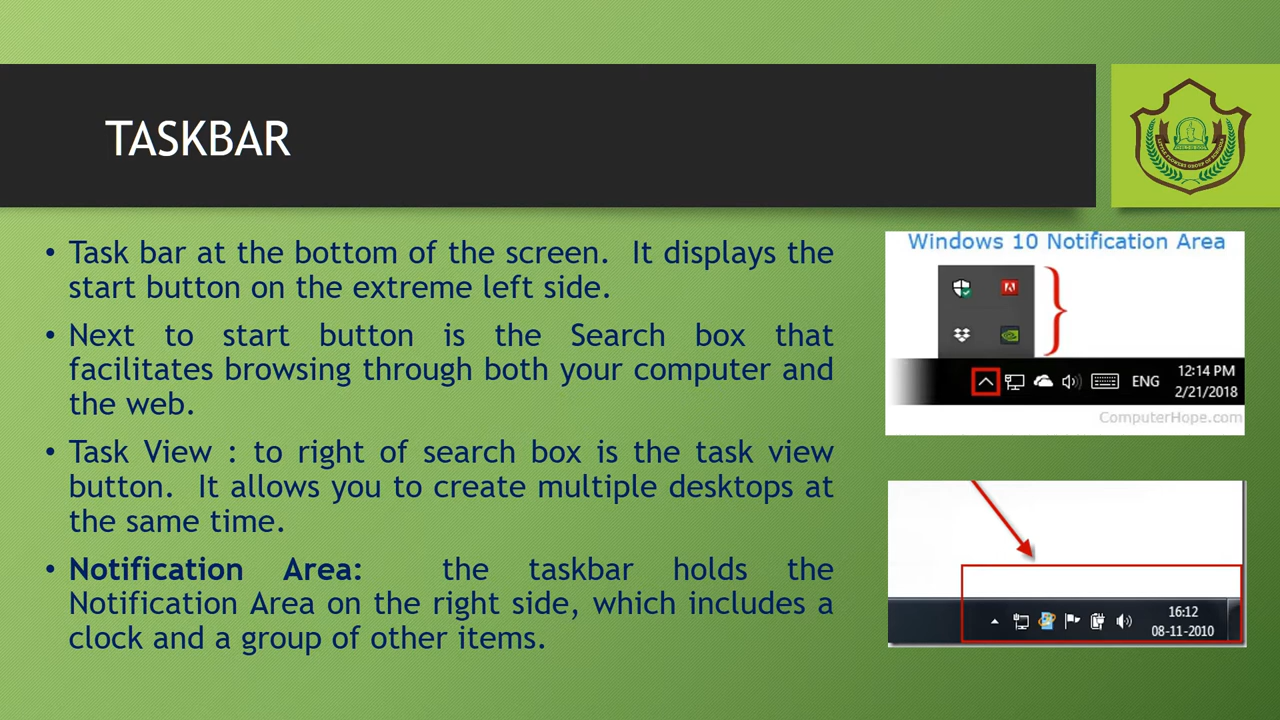 TASKBAR
• Task bar at the bottom of the screen. It displays the
start button on the extreme left side.
• Next to start button is the Search box that
facilitates browsing through both your computer and
the web.
• Task View : to right of search box is the task view
button. It allows you to create multiple desktops at
the same time.
• Notification Area: the taskbar holds the
Notification Area on the right side, which includes a
clock and a group of other items.
Windows 10 Notification Area
ENG
12:14 PM
2/21/2018
ComputerHope.com
16:12
08-11-2010